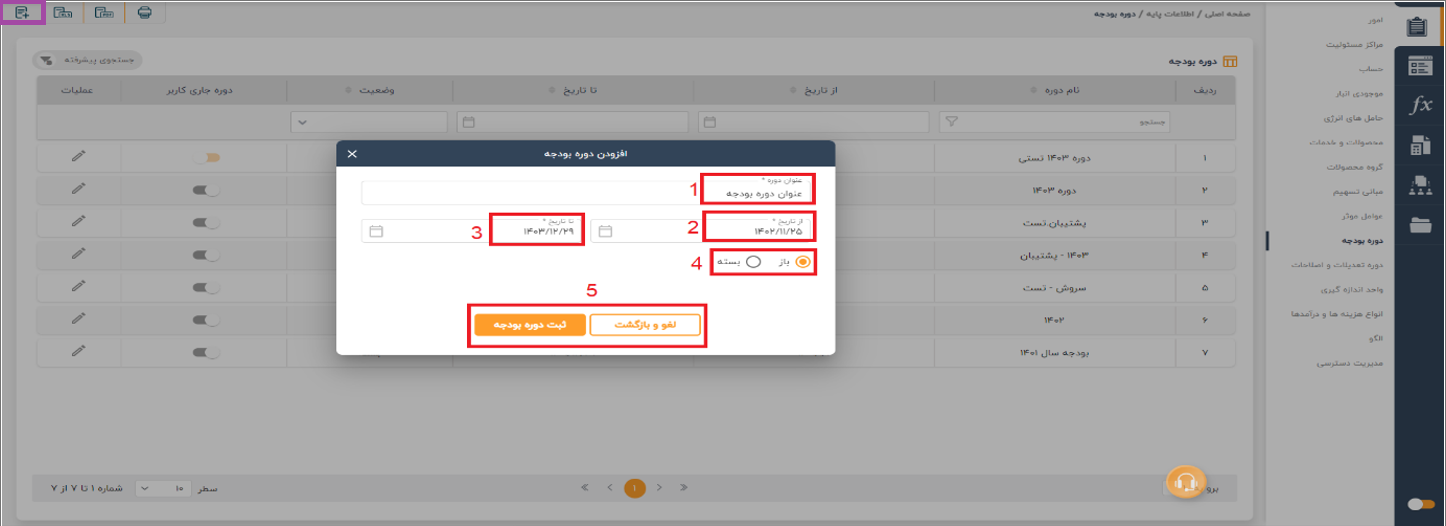 صفحه اصلی / اطلاعات پایه / دوره بودجه
XLS
PDF
امور
مراکز مسئولیت
حساب
موجودی انبار
حامل های انرژی
محصولات و خدمات
گروه محصولات
مبانی تسهیم
عوامل موثر
دوره بودجه
دوره تعدیلات و اصلاحات
واحد اندازه گیری
انواع هزینه ها و درآمدها
الگو
مدیریت دسترسی
fx
دوره بودجه
جستجوی پیشرفته
ردیف نام دوره از تاریخ تا تاریخ وضعیت دوره جاری کاربر عملیات
جستجو
۱ دوره ۱۴۰۳ تستی
۲ دوره ۱۴۰۳
۳ پشتیبان.تست
۴ ۱۴۰۳ - پشتیبان
۵ سروش - تست
۶ ۱۴۰۲
۷ بودجه سال ۱۴۰۱
افزودن دوره بودجه
عنوان دوره *
عنوان دوره بودجه
1
از تاریخ *
۱۴۰۲/۱۱/۲۵
2
تا تاریخ *
۱۴۰۳/۱۲/۲۹
3
باز بسته
4
5
لغو و بازگشت ثبت دوره بودجه
برو
۱
سطر ۱۰ شماره ۱ تا ۷ از ۷